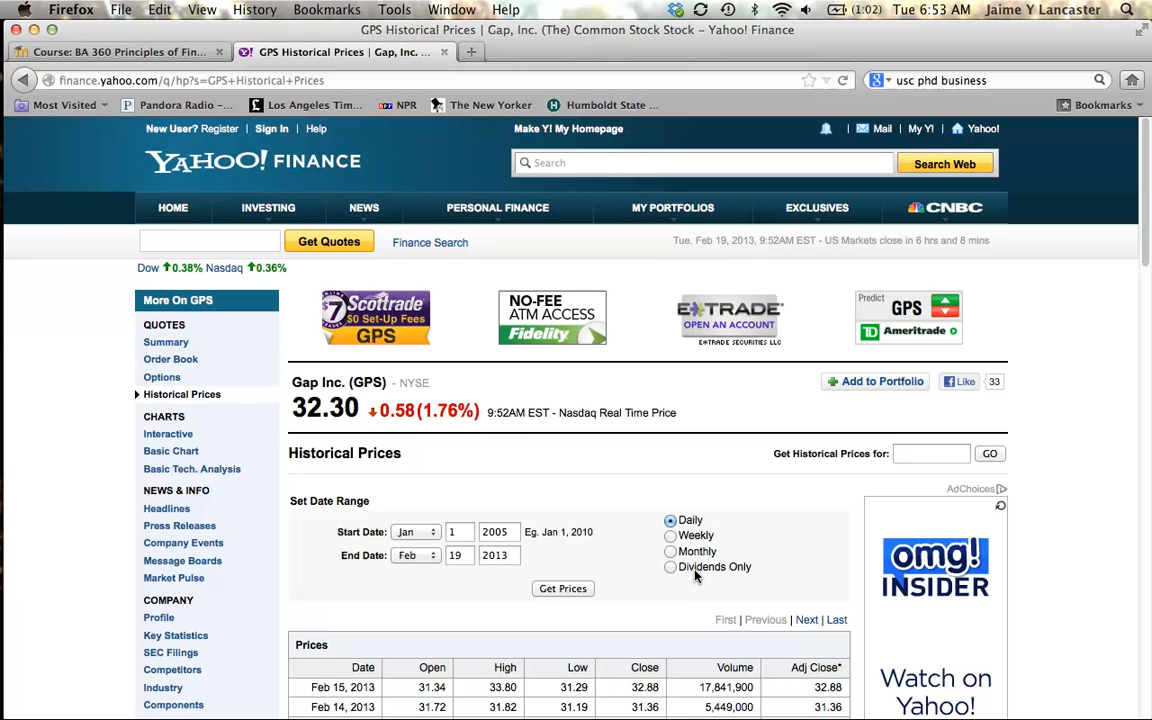 Firefox File Edit View History Bookmarks Tools Window Help (1:02) Tue 6:53 AM Jaime Y Lancaster
GPS Historical Prices | Gap, Inc. (The) Common Stock Stock - Yahoo! Finance
Course: BA 360 Principles of Fin... GPS Historical Prices | Gap, Inc. ...
finance.yahoo.com/q/hp?s=GPS+Historical+Prices usc phd business
Most Visited Pandora Radio -... Los Angeles Tim... NPR The New Yorker Humboldt State ... Bookmarks
New User? Register Sign In Help Make Y! My Homepage Mail My Y! Yahoo!
YAHOO! FINANCE Search Search Web
HOME INVESTING NEWS PERSONAL FINANCE MY PORTFOLIOS EXCLUSIVES CNBC
Get Quotes Finance Search Tue, Feb 19, 2013, 9:52AM EST - US Markets close in 6 hrs and 8 mins
Dow 0.38% Nasdaq 0.36%
More On GPS
QUOTES
Summary
Order Book
Options
Historical Prices
CHARTS
Interactive
Basic Chart
Basic Tech. Analysis
NEWS & INFO
Headlines
Press Releases
Company Events
Message Boards
Market Pulse
COMPANY
Profile
Key Statistics
SEC Filings
Competitors
Industry
Components
ONLINE TRADES $7 Scottrade
$0 Set-Up Fees
GPS
NO-FEE
ATM ACCESS
Fidelity
E*TRADE
OPEN AN ACCOUNT
E*TRADE SECURITIES LLC
Predict
GPS
TD Ameritrade
Gap Inc. (GPS) - NYSE Add to Portfolio Like 33
32.30 0.58 (1.76%) 9:52AM EST - Nasdaq Real Time Price
Historical Prices Get Historical Prices for: GO
AdChoices
Set Date Range
Start Date: Jan 1 2005 Eg. Jan 1, 2010
End Date: Feb 19 2013
Daily
Weekly
Monthly
Dividends Only
Get Prices
First | Previous | Next | Last
Prices
Date Open High Low Close Volume Adj Close*
Feb 15, 2013 31.34 33.80 31.29 32.88 17,841,900 32.88
Feb 14, 2013 31.72 31.82 31.19 31.36 5,449,000 31.36
omg!
INSIDER
Watch on
Yahoo!